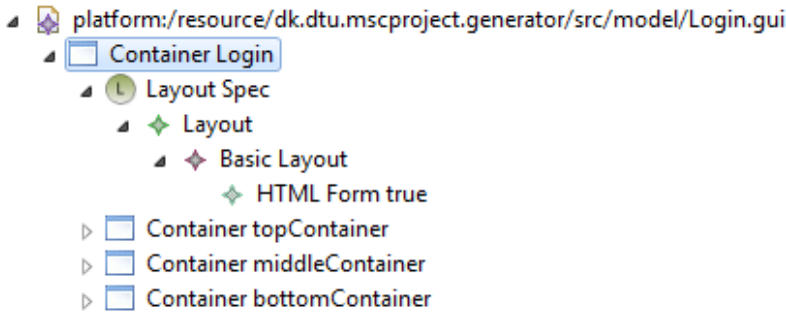 platform:/resource/dk.dtu.mscproject.generator/src/model/Login.gui
Container Login
L Layout Spec
Layout
Basic Layout
HTML Form true
Container topContainer
Container middleContainer
Container bottomContainer